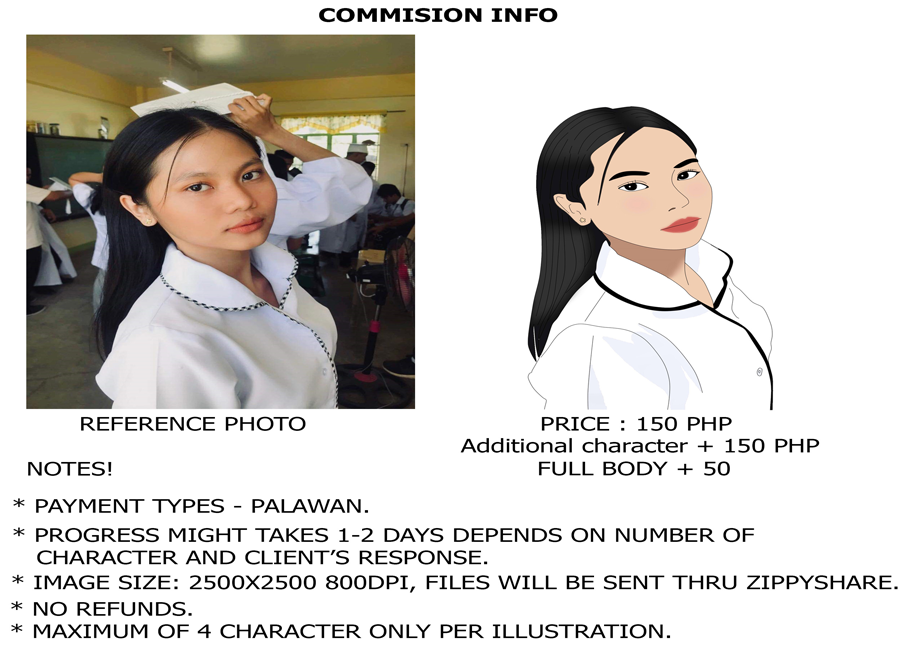 COMMISION INFO
REFERENCE PHOTO
PRICE : 150 PHP
Additional character + 150 PHP
FULL BODY + 50
NOTES!
* PAYMENT TYPES - PALAWAN.
* PROGRESS MIGHT TAKES 1-2 DAYS DEPENDS ON NUMBER OF
CHARACTER AND CLIENT’S RESPONSE.
* IMAGE SIZE: 2500X2500 800DPI, FILES WILL BE SENT THRU ZIPPYSHARE.
* NO REFUNDS.
* MAXIMUM OF 4 CHARACTER ONLY PER ILLUSTRATION.